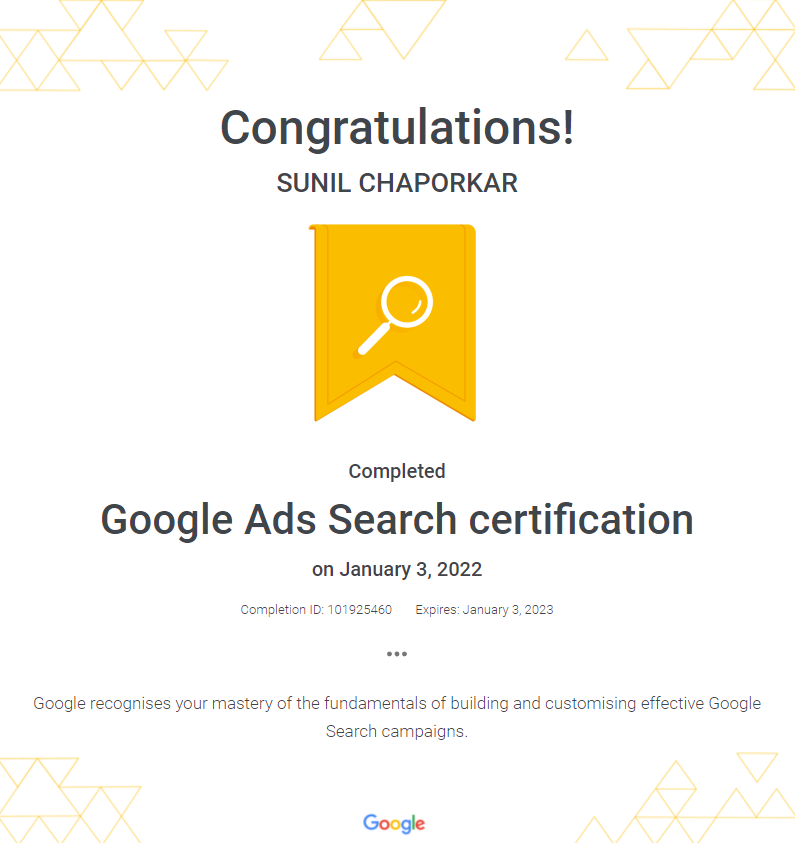 Congratulations!
SUNIL CHAPORKAR
Completed
Google Ads Search certification
on January 3, 2022
Completion ID: 101925460 Expires: January 3, 2023
•••
Google recognises your mastery of the fundamentals of building and customising effective Google
Search campaigns.
Google